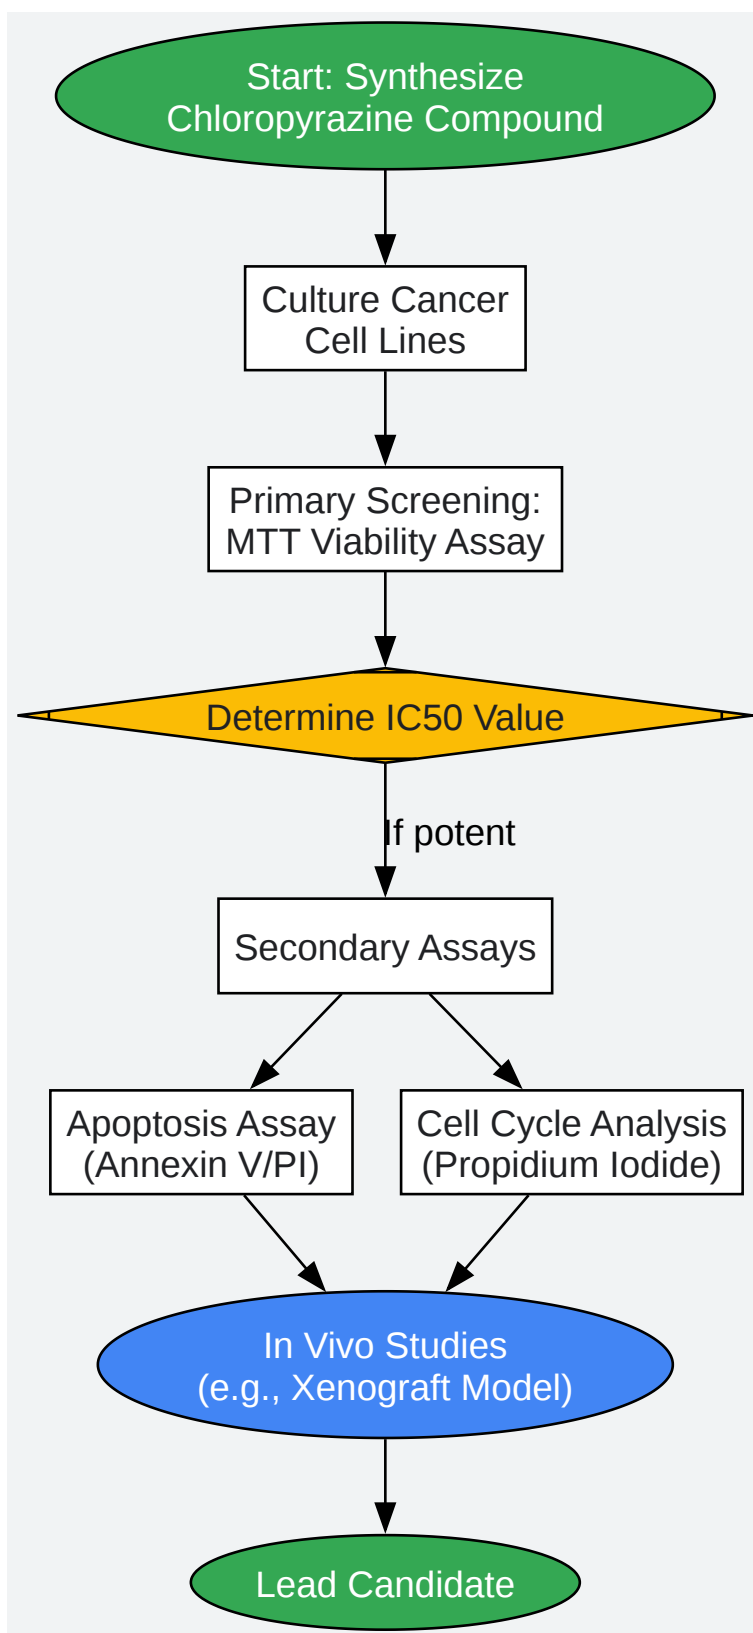 Start: Synthesize
Chloropyrazine Compound
Culture Cancer
Cell Lines
Primary Screening:
MTT Viability Assay
Determine IC50 Value
If potent
Secondary Assays
Apoptosis Assay
(Annexin V/PI)
Cell Cycle Analysis
(Propidium Iodide)
In Vivo Studies
(e.g., Xenograft Model)
Lead Candidate